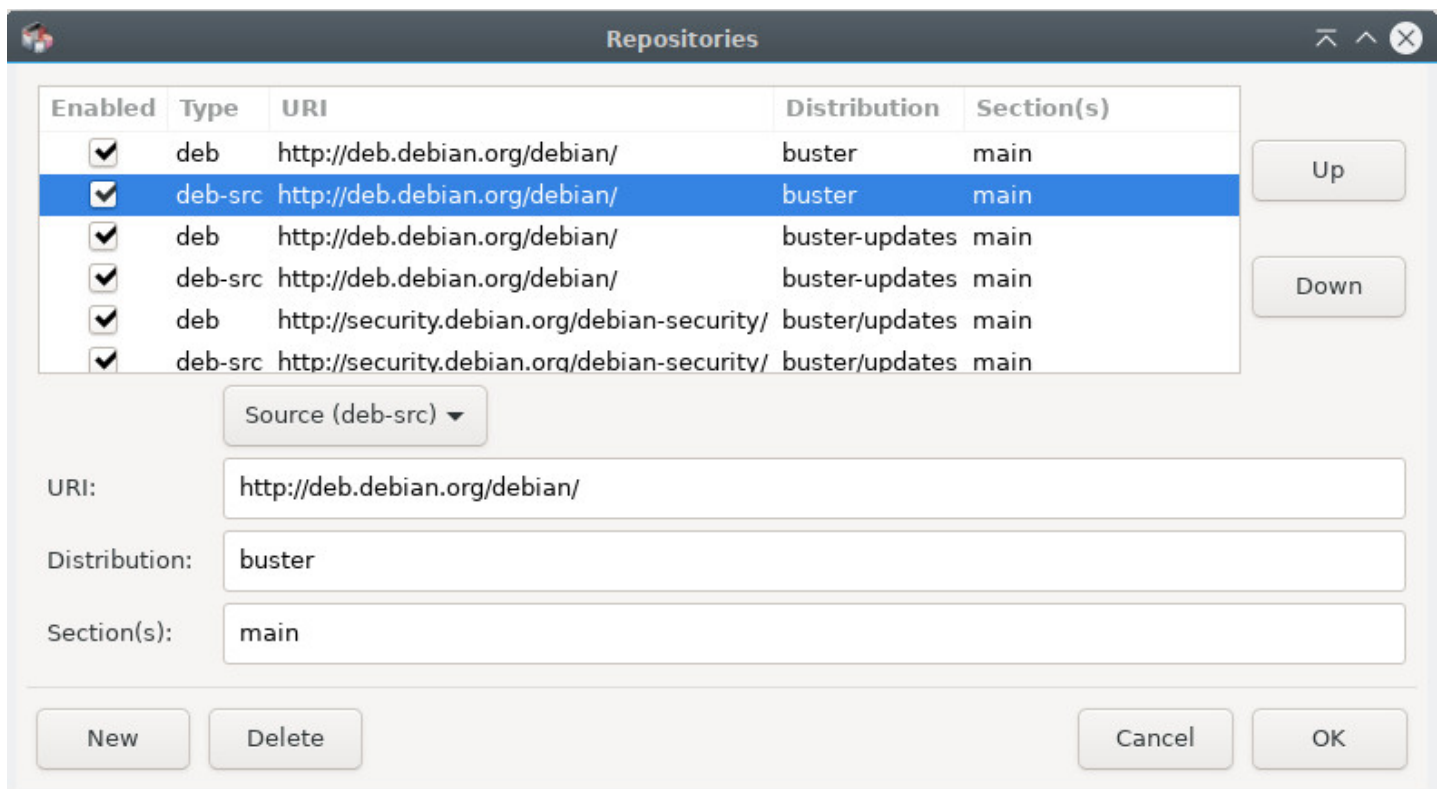 Repositories
Enabled Type URI Distribution Section(s)
deb http://deb.debian.org/debian/ buster main
Up
deb-src http://deb.debian.org/debian/ buster main
deb http://deb.debian.org/debian/ buster-updates main
deb-src http://deb.debian.org/debian/ buster-updates main
Down
deb http://security.debian.org/debian-security/ buster/updates main
deb-src http://security.debian.org/debian-security/ buster/updates main
Source (deb-src)
URI: http://deb.debian.org/debian/
Distribution: buster
Section(s): main
New Delete Cancel OK